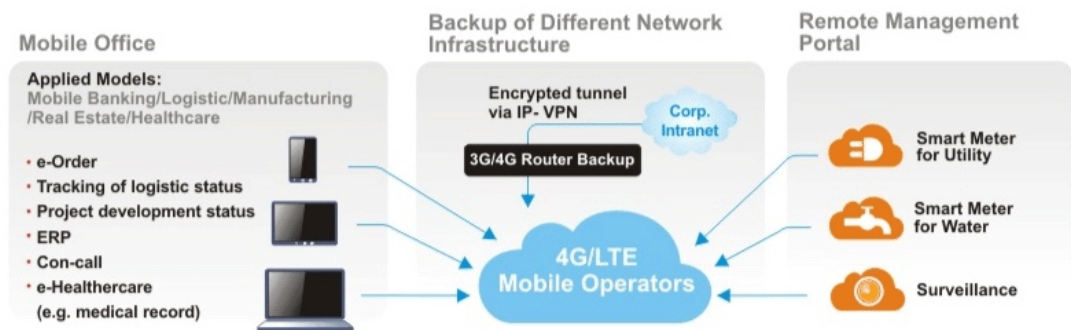 Mobile Office
Applied Models:
Mobile Banking/Logistic/Manufacturing
/Real Estate/Healthcare
• e-Order
• Tracking of logistic status
• Project development status
• ERP
• Con-call
• e-Healthercare
(e.g. medical record)
Backup of Different Network
Infrastructure
Encrypted tunnel
via IP- VPN
Corp.
Intranet
3G/4G Router Backup
4G/LTE
Mobile Operators
Remote Management
Portal
Smart Meter
for Utility
Smart Meter
for Water
Surveillance